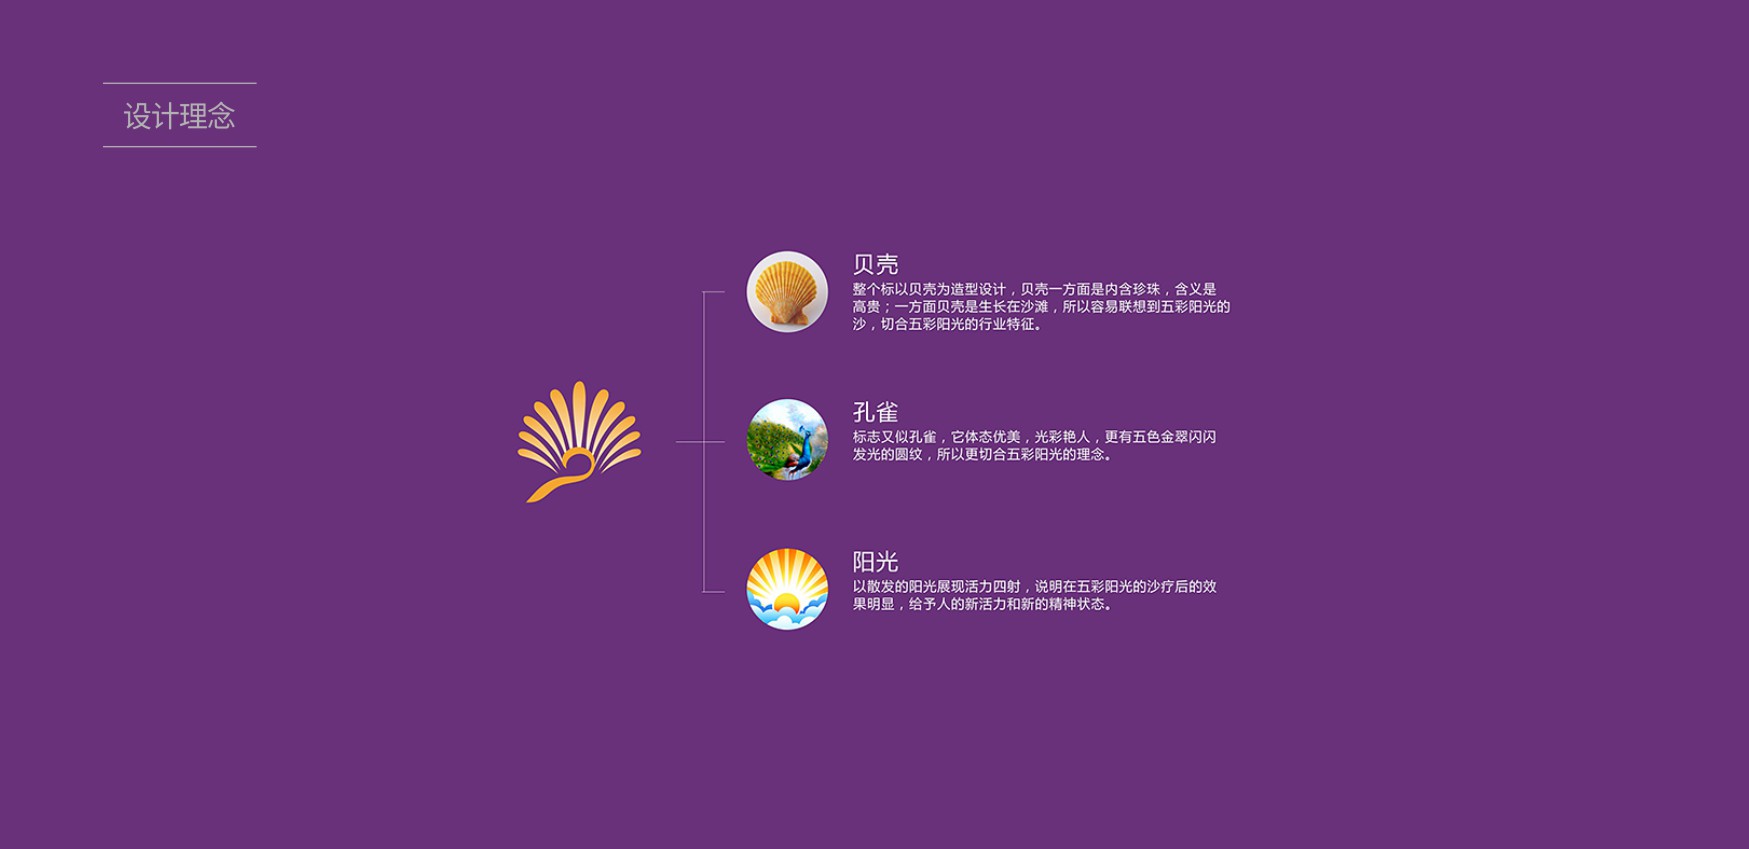 设计理念
贝壳
整个标以贝壳为造型设计，贝壳一方面是内含珍珠，含义是
高贵；一方面贝壳是生长在沙滩，所以容易联想到五彩阳光的
沙，切合五彩阳光的行业特征。
孔雀
标志又似孔雀，它体态优美，光彩艳人，更有五色金翠闪闪
发光的圆纹，所以更切合五彩阳光的理念。
阳光
以散发的阳光展现活力四射，说明在五彩阳光的沙疗后的效
果明显，给予人的新活力和新的精神状态。